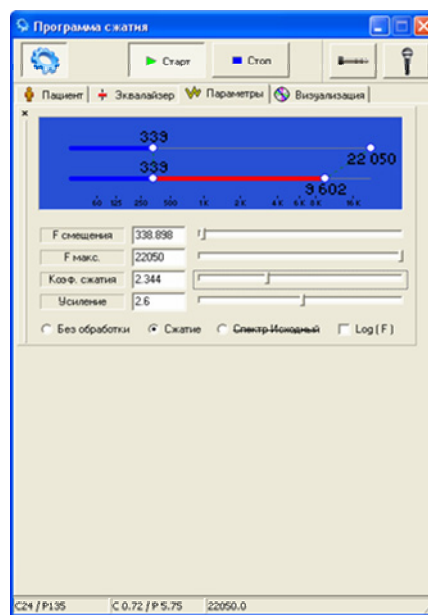 Программа сжатия
Старт
Стоп
Пациент
Эквалайзер
Параметры
Визуализация
339
22 050
339
9 602
60 125 250 500 1K 2K 4K 6K 8K 16K
F смещения 338.898
F макс. 22050
Коэф. сжатия 2.344
Усиление 2.6
Без обработки Сжатие Спектр Исходный Log ( F )
C24 / P135 C 0.72 / P 5.75 22050.0